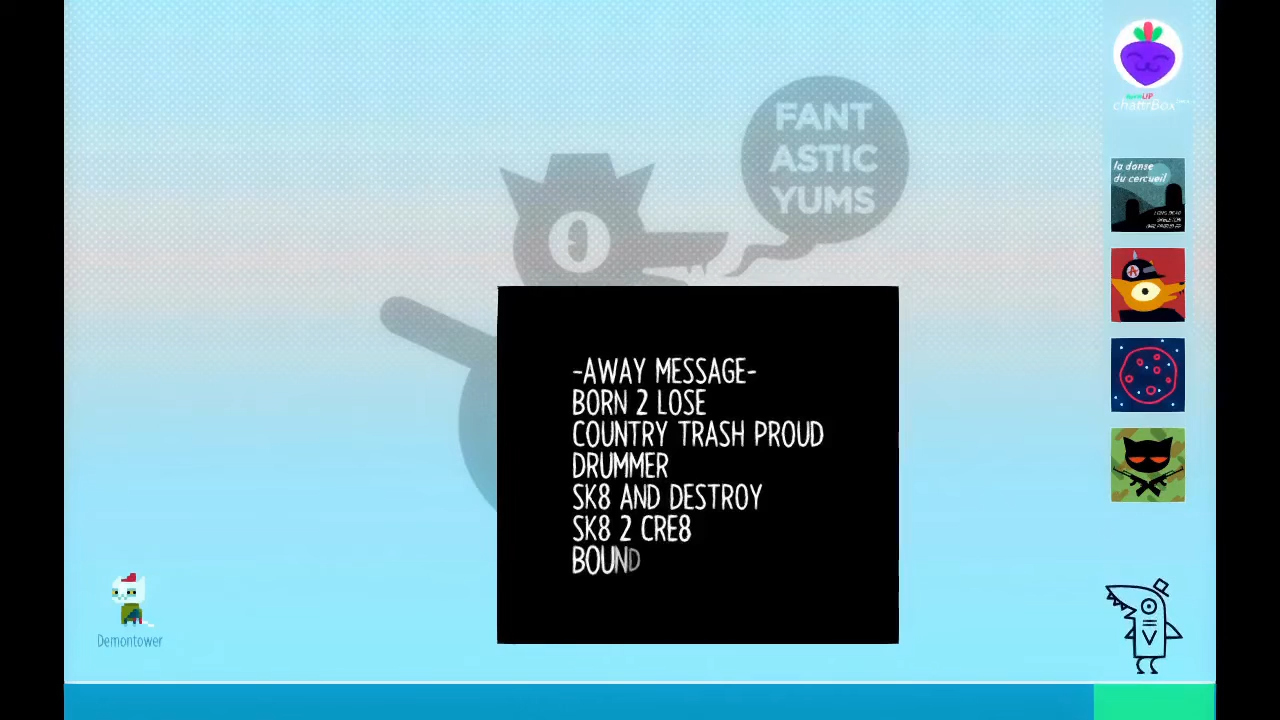 FANT
ASTIC
YUMS
chattrBox
la danse
du cercueil
-AWAY MESSAGE-
BORN 2 LOSE
COUNTRY TRASH PROUD
DRUMMER
SK8 AND DESTROY
SK8 2 CRE8
BOUND
Demontower